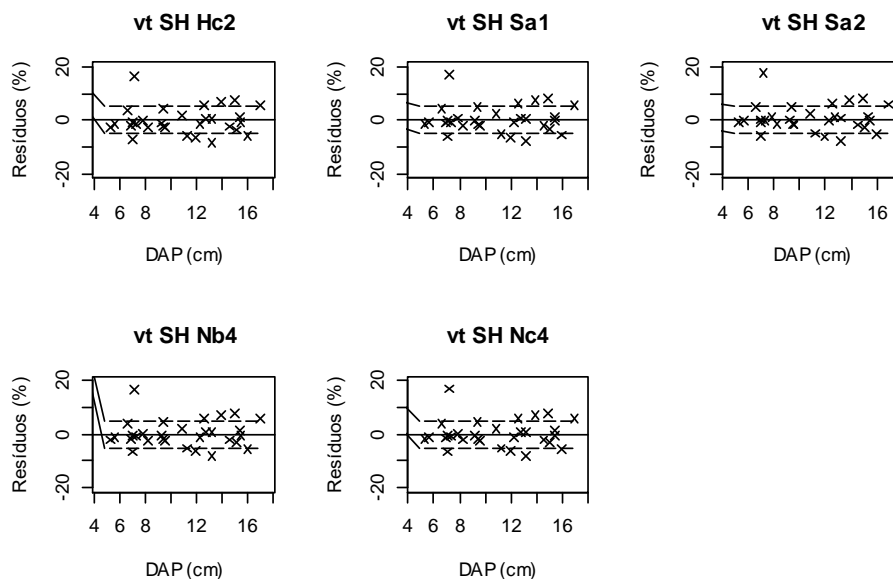 vt SH Hc2
Resíduos (%)
20
0
-20
4 6 8 12 16
DAP (cm)
vt SH Sa1
Resíduos (%)
20
0
-20
4 6 8 12 16
DAP (cm)
vt SH Sa2
Resíduos (%)
20
0
-20
4 6 8 12 16
DAP (cm)
vt SH Nb4
Resíduos (%)
20
0
-20
4 6 8 12 16
DAP (cm)
vt SH Nc4
Resíduos (%)
20
0
-20
4 6 8 12 16
DAP (cm)